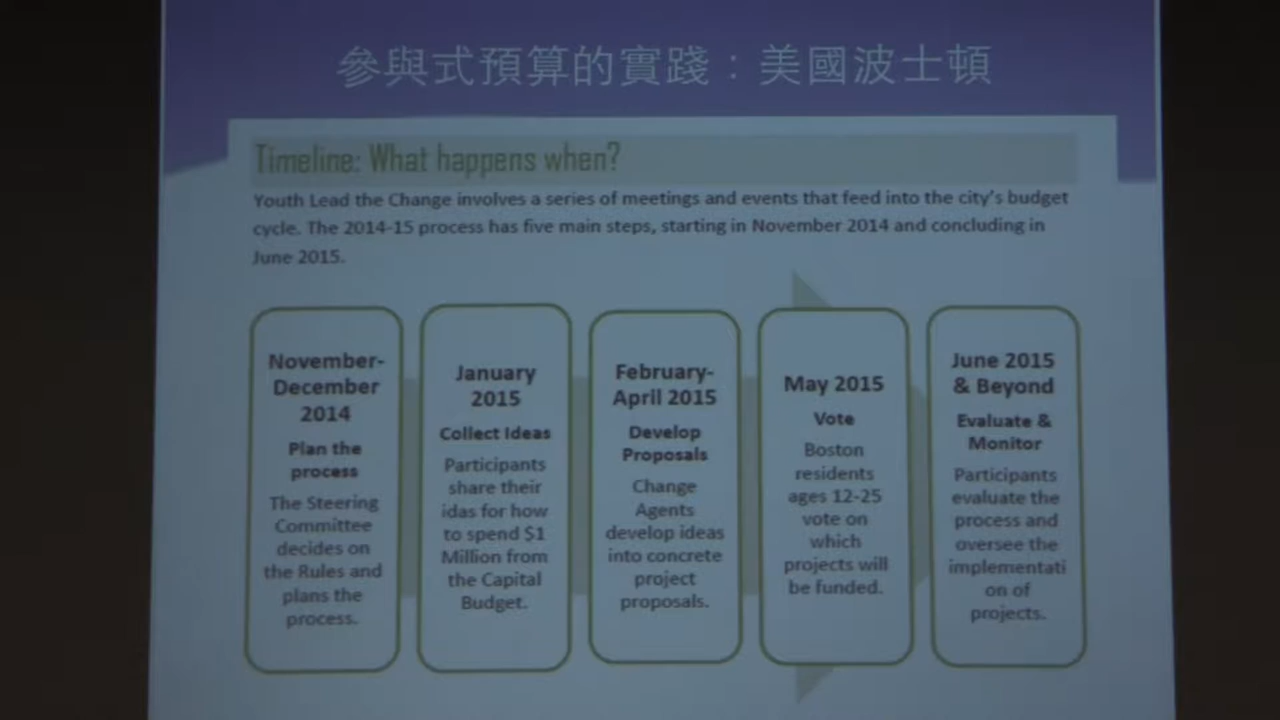 參與式預算的實踐：美國波士頓
Timeline: What happens when?
Youth Lead the Change involves a series of meetings and events that feed into the city's budget
cycle. The 2014-15 process has five main steps, starting in November 2014 and concluding in
June 2015.
November-
December
2014
Plan the
process
The Steering
Committee
decides on
the Rules and
plans the
process.
January
2015
Collect Ideas
Participants
share their
idas for how
to spend $1
Million from
the Capital
Budget.
February-
April 2015
Develop
Proposals
Change
Agents
develop ideas
into concrete
project
proposals.
May 2015
Vote
Boston
residents
ages 12-25
vote on
which
projects will
be funded.
June 2015
& Beyond
Evaluate &
Monitor
Participants
evaluate the
process and
oversee the
implementati
on of
projects.